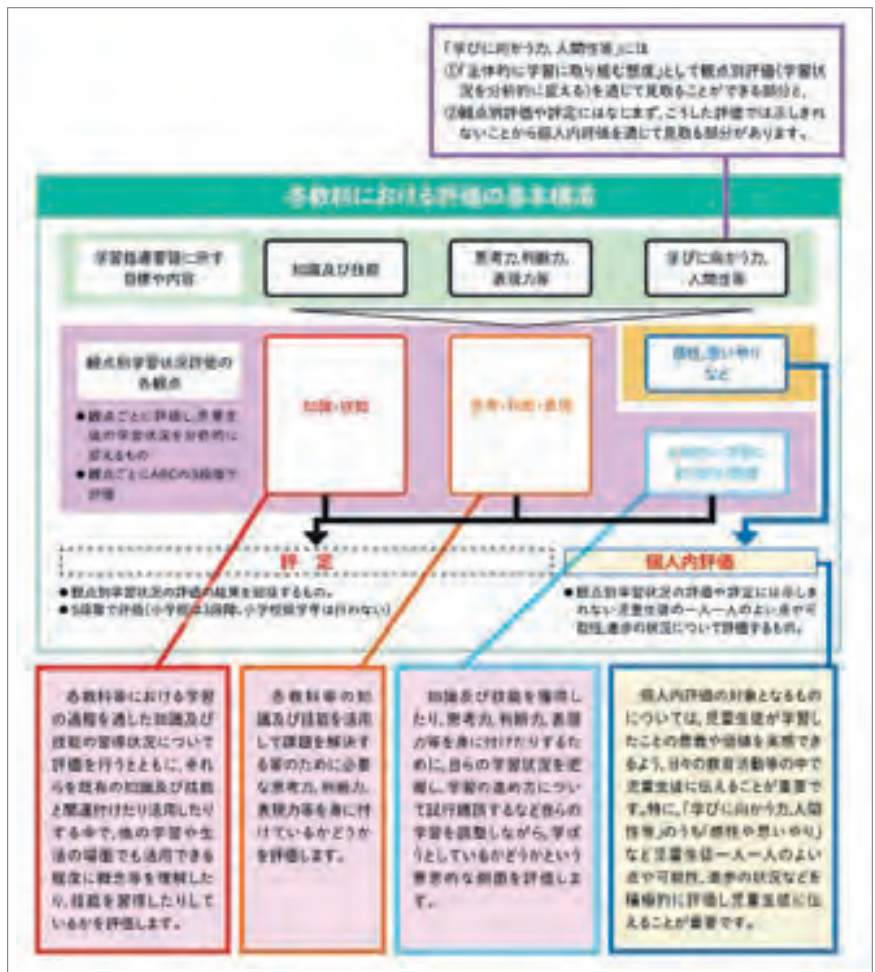 「学びに向かう力、人間性等」には
①「主体的に学習に取り組む態度」として観点別評価(学習状
況を分析的に捉える)を通じて見取ることができる部分と、
②観点別評価や評定にはなじまず、こうした評価では示しきれ
ないことから個人内評価を通じて見取る部分があります。
各教科における評価の基本構造
学習指導要領に示す
目標や内容
知識及び技能
思考力、判断力、
表現力等
学びに向かう力、
人間性等
観点別学習状況評価の
各観点
●観点ごとに評価し、児童生
徒の学習状況を分析的に
捉えるもの
●観点ごとにABCの3段階で
評価
知識・技能
思考・判断・表現
感性、思いやり
など
主体的に学習に
取り組む態度
評 定
●観点別学習状況の評価の結果を総括するもの。
●5段階で評価(小学校は3段階。小学校低学年は行わない)
個人内評価
●観点別学習状況の評価や評定には示しき
れない児童生徒の一人一人のよい点や可
能性、進歩の状況について評価するもの。
各教科等における学習
の過程を通した知識及び
技能の習得状況について
評価を行うとともに、それ
らを既有の知識及び技能
と関連付けたり活用したり
する中で、他の学習や生
活の場面でも活用できる
程度に概念等を理解した
り、技能を習得したりして
いるかを評価します。
各教科等の知
識及び技能を活用
して課題を解決す
る等のために必要
な思考力、判断力、
表現力等を身に付
けているかどうか
を評価します。
知識及び技能を獲得し
たり、思考力、判断力、表現
力等を身に付けたりするた
めに、自らの学習状況を把
握し、学習の進め方につい
て試行錯誤するなど自らの
学習を調整しながら、学ぼ
うとしているかどうかという
意思的な側面を評価しま
す。
個人内評価の対象となるもの
については、児童生徒が学習し
たことの意義や価値を実感でき
るよう、日々の教育活動等の中で
児童生徒に伝えることが重要で
す。特に、「学びに向かう力、人間
性等」のうち「感性や思いやり」
など児童生徒一人一人のよい
点や可能性、進歩の状況などを
積極的に評価し児童生徒に伝
えることが重要です。